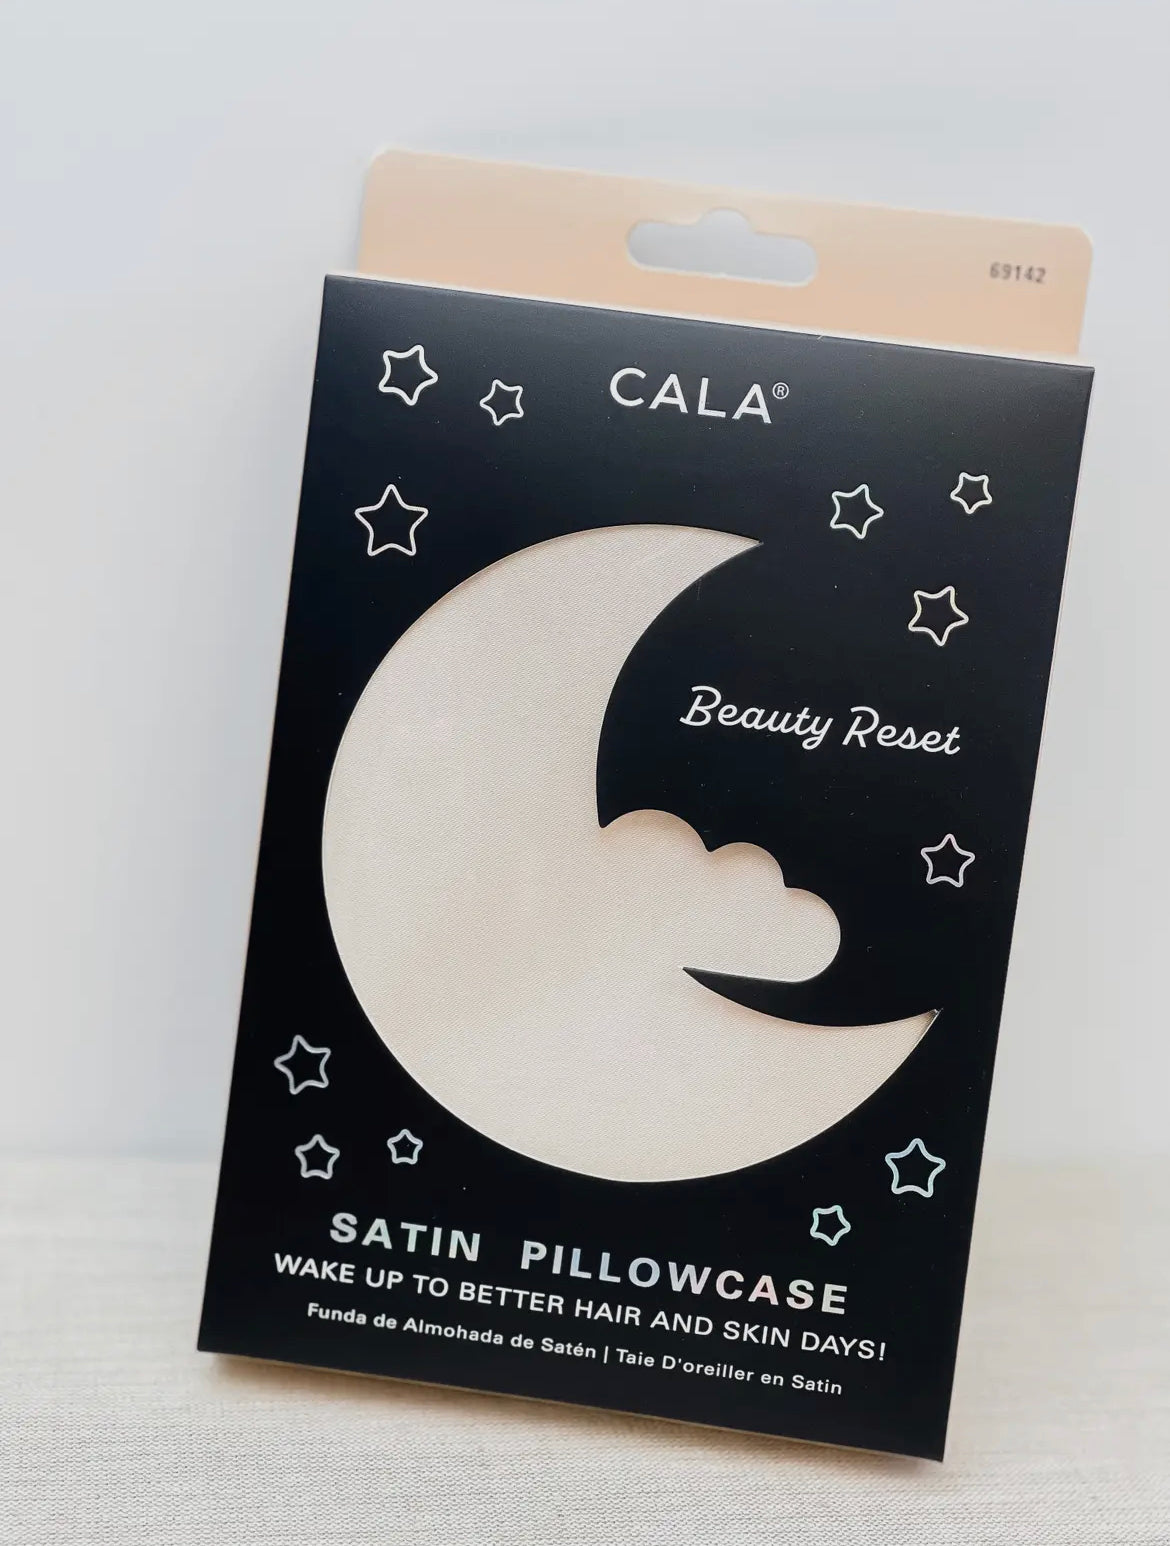 69142
CALA®
Beauty Reset
SATIN PILLOWCASE
WAKE UP TO BETTER HAIR AND SKIN DAYS!
Funda de Almohada de Satén | Taie D'oreiller en Satin